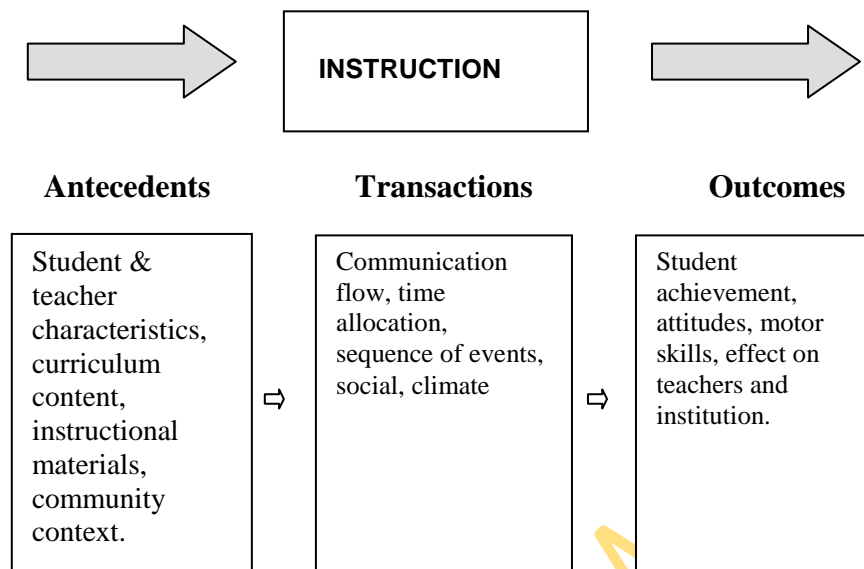 INSTRUCTION
Antecedents
Transactions
Outcomes
Student &
teacher
characteristics,
curriculum
content,
instructional
materials,
community
context.
Communication
flow, time
allocation,
sequence of events,
social, climate
Student
achievement,
attitudes, motor
skills, effect on
teachers and
institution.